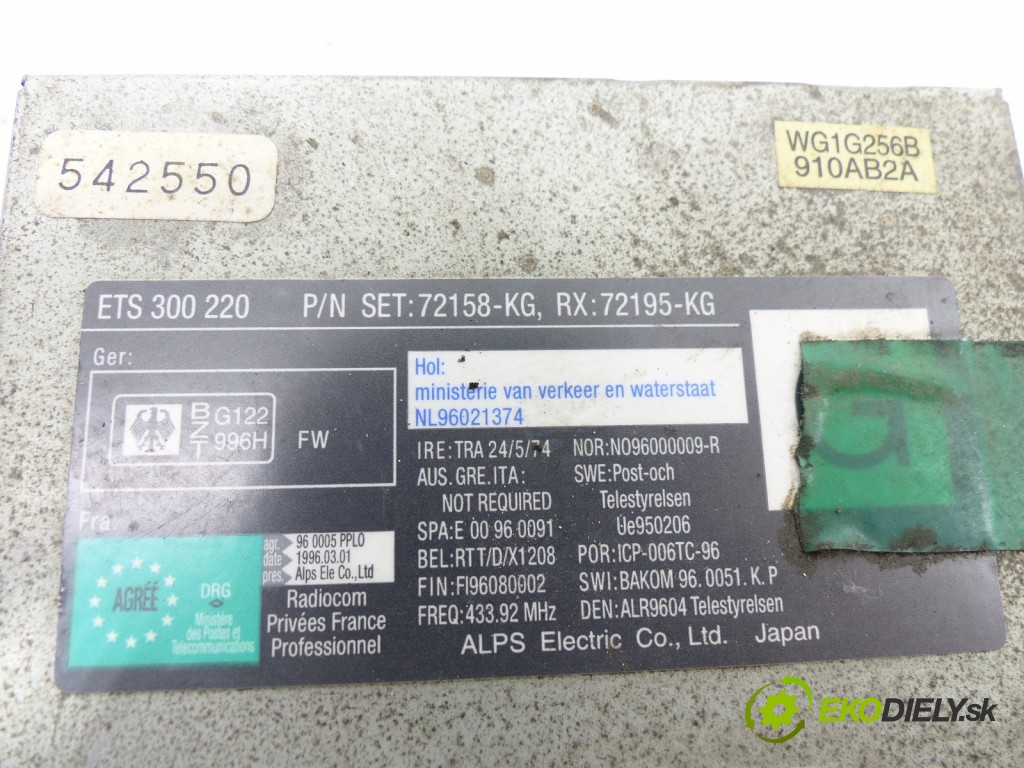 542550
WG1G256B
910AB2A
ETS 300 220 P/N SET:72158-KG, RX:72195-KG
Ger:
BZT G122 996H FW
Hol:
ministerie van verkeer en waterstaat
NL96021374
IRE:TRA 24/5/74 NOR:NO96000009-R
AUS.GRE.ITA: SWE:Post-och
NOT REQUIRED Telestyrelsen
SPA:E 00 96 0091 Ue950206
BEL:RTT/D/X1208 POR:ICP-006TC-96
FIN:FI96080002 SWI:BAKOM 96.0051.K.P
FREQ:433.92 MHz DEN:ALR9604 Telestyrelsen
ALPS Electric Co., Ltd. Japan
Fra:
AGRÉÉ
DRG
Ministère
des Postes et
Télécommunications
agr. 96 0005 PPL0
date 1996.03.01
pres. Alps Ele Co.,Ltd
Radiocom
Privées France
Professionnel
G
EKODIELY.sk